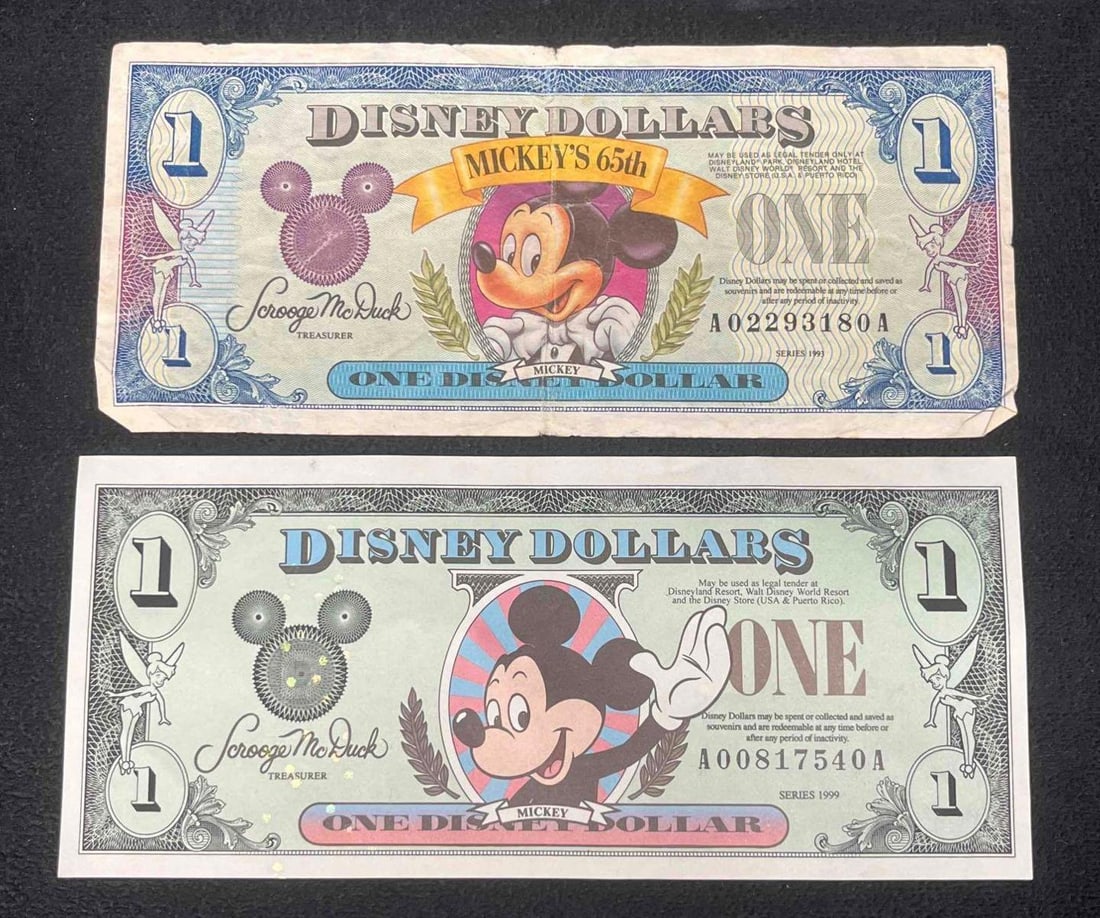 DISNEY DOLLARS
1
1
MICKEY'S 65th
MAY BE USED AS LEGAL TENDER ONLY AT
DISNEYLAND® PARK, DISNEYLAND HOTEL,
WALT DISNEY WORLD® RESORT AND THE
DISNEY STORE (U.S.A. & PUERTO RICO)
ONE
Disney Dollars may be spent or collected and saved as
souvenirs and are redeemable at any time before or
after any period of inactivity.
Scrooge McDuck
TREASURER
A02293180A
SERIES 1993
1
1
MICKEY
ONE DISNEY DOLLAR
DISNEY DOLLARS
1
1
May be used as legal tender at
Disneyland Resort, Walt Disney World Resort
and the Disney Store (USA & Puerto Rico).
ONE
Disney Dollars may be spent or collected and saved as
souvenirs and are redeemable at any time before or
after any period of inactivity.
Scrooge McDuck
TREASURER
A00817540A
SERIES 1999
1
1
MICKEY
ONE DISNEY DOLLAR